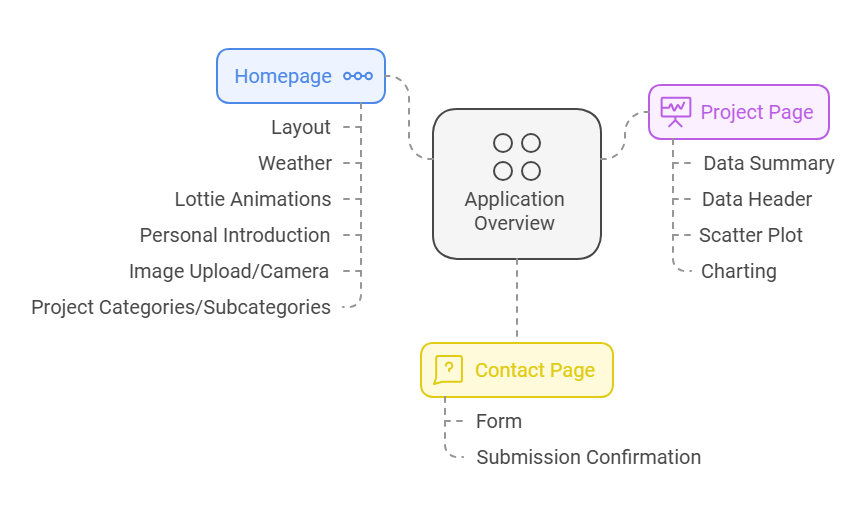 Homepage
Layout
Weather
Lottie Animations
Personal Introduction
Image Upload/Camera
Project Categories/Subcategories
Application
Overview
Project Page
Data Summary
Data Header
Scatter Plot
Charting
Contact Page
Form
Submission Confirmation